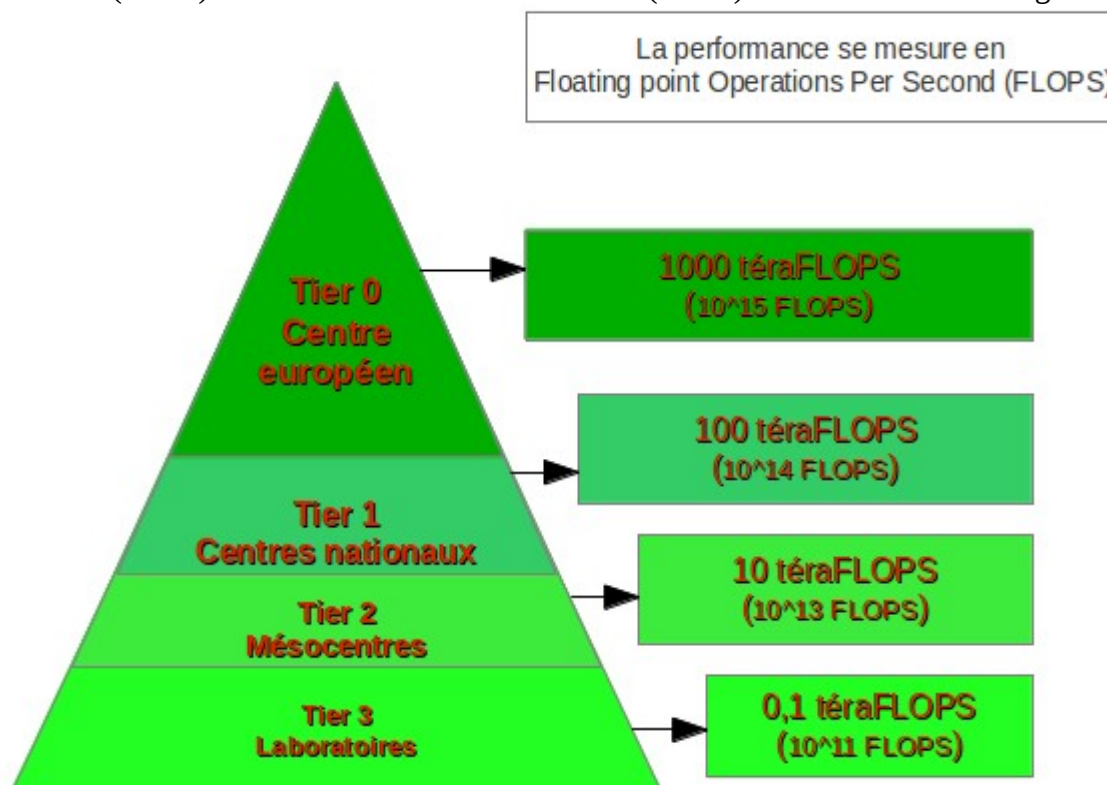 La performance se mesure en
Floating point Operations Per Second (FLOPS)
Tier 0
Centre
européen
1000 téraFLOPS
(10^15 FLOPS)
Tier 1
Centres nationaux
100 téraFLOPS
(10^14 FLOPS)
Tier 2
Mésocentres
10 téraFLOPS
(10^13 FLOPS)
Tier 3
Laboratoires
0,1 téraFLOPS
(10^11 FLOPS)